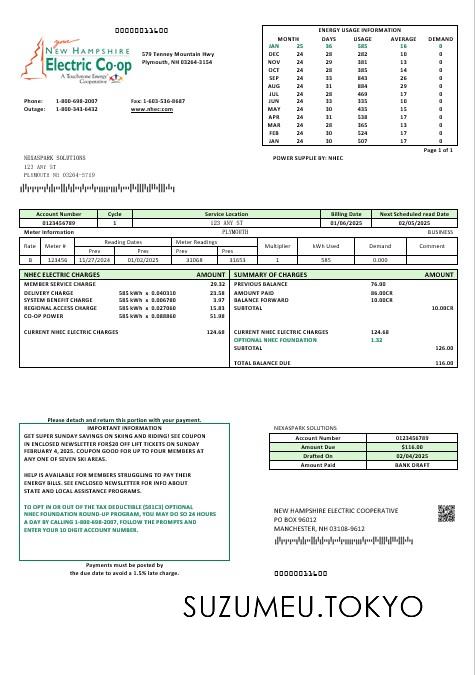 00000011600
your
NEW HAMPSHIRE
Electric Co-op
A Touchstone Energy
Cooperative
579 Tenney Mountain Hwy
Plymouth, NH 03264-3154
Phone: 1-800-698-2007 Fax: 1-603-536-8687
Outage: 1-800-343-6432 www.nhec.com
ENERGY USAGE INFORMATION
MONTH DAYS USAGE AVERAGE DEMAND
JAN 25 36 585 16 0
DEC 24 28 282 10 0
NOV 24 29 381 13 0
OCT 24 28 385 14 0
SEP 24 33 843 26 0
AUG 24 31 884 29 0
JUL 24 28 469 17 0
JUN 24 33 335 10 0
MAY 24 30 435 15 0
APR 24 31 538 17 0
MAR 24 28 365 13 0
FEB 24 30 524 17 0
JAN 24 30 507 17 0
Page 1 of 1
POWER SUPPLIE BY: NHEC
NEXASPARK SOLUTIONS
123 ANY ST
PLYMOUTH NH 03264-5719
Account Number Cycle Service Location Billing Date Next Scheduled read Date
0123456789 1 123 ANY ST 01/06/2025 02/05/2025
Meter Information PLYMOUTH BUSINESS
Rate Meter # Reading Dates Meter Readings Multiplier kWh Used Demand Comment
Prev Prev Prev Prev
B 123456 11/27/2024 01/02/2025 31068 31653 1 585 0.000
NHEC ELECTRIC CHARGES AMOUNT
MEMBER SERVICE CHARGE 29.32
DELIVERY CHARGE 585 kWh x 0.040310 23.58
SYSTEM BENEFIT CHARGE 585 kWh x 0.006780 3.97
REGIONAL ACCESS CHARGE 585 kWh x 0.027060 15.83
CO-OP POWER 585 kWh x 0.088860 51.98
CURRENT NHEC ELECTRIC CHARGES 124.68
SUMMARY OF CHARGES AMOUNT
PREVIOUS BALANCE 76.00
AMOUNT PAID 86.00CR
BALANCE FORWARD 10.00CR
SUBTOTAL 10.00CR
CURRENT NHEC ELECTRIC CHARGES 124.68
OPTIONAL NHEC FOUNDATION 1.32
SUBTOTAL 126.00
TOTAL BALANCE DUE 116.00
Please detach and return this portion with your payment.
IMPORTANT INFORMATION
GET SUPER SUNDAY SAVINGS ON SKIING AND RIDING! SEE COUPON
IN ENCLOSED NEWSLETTER FOR$20 OFF LIFT TICKETS ON SUNDAY
FEBRUARY 4, 2025. COUPON GOOD FOR UP TO FOUR MEMBERS AT
ANY ONE OF SEVEN SKI AREAS.
HELP IS AVAILABLE FOR MEMBERS STRUGGLING TO PAY THEIR
ENERGY BILLS. SEE ENCLOSED NEWSLETTER FOR INFO ABOUT
STATE AND LOCAL ASSISTANCE PROGRAMS.
TO OPT IN OR OUT OF THE TAX DEDUCTIBLE (501C3) OPTIONAL
NHEC FOUNDATION ROUND-UP PROGRAM, YOU MAY DO SO 24 HOURS
A DAY BY CALLING 1-800-698-2007, FOLLOW THE PROMPTS AND
ENTER YOUR 10 DIGIT ACCOUNT NUMBER.
Payments must be posted by
the due date to avoid a 1.5% late charge.
NEXASPARK SOLUTIONS
Account Number 0123456789
Amount Due $116.00
Drafted On 02/04/2025
Amount Paid BANK DRAFT
NEW HAMPSHIRE ELECTRIC COOPERATIVE
PO BOX 96012
MANCHESTER, NH 03108-9612
00000011600
SUZUMEU.TOKYO